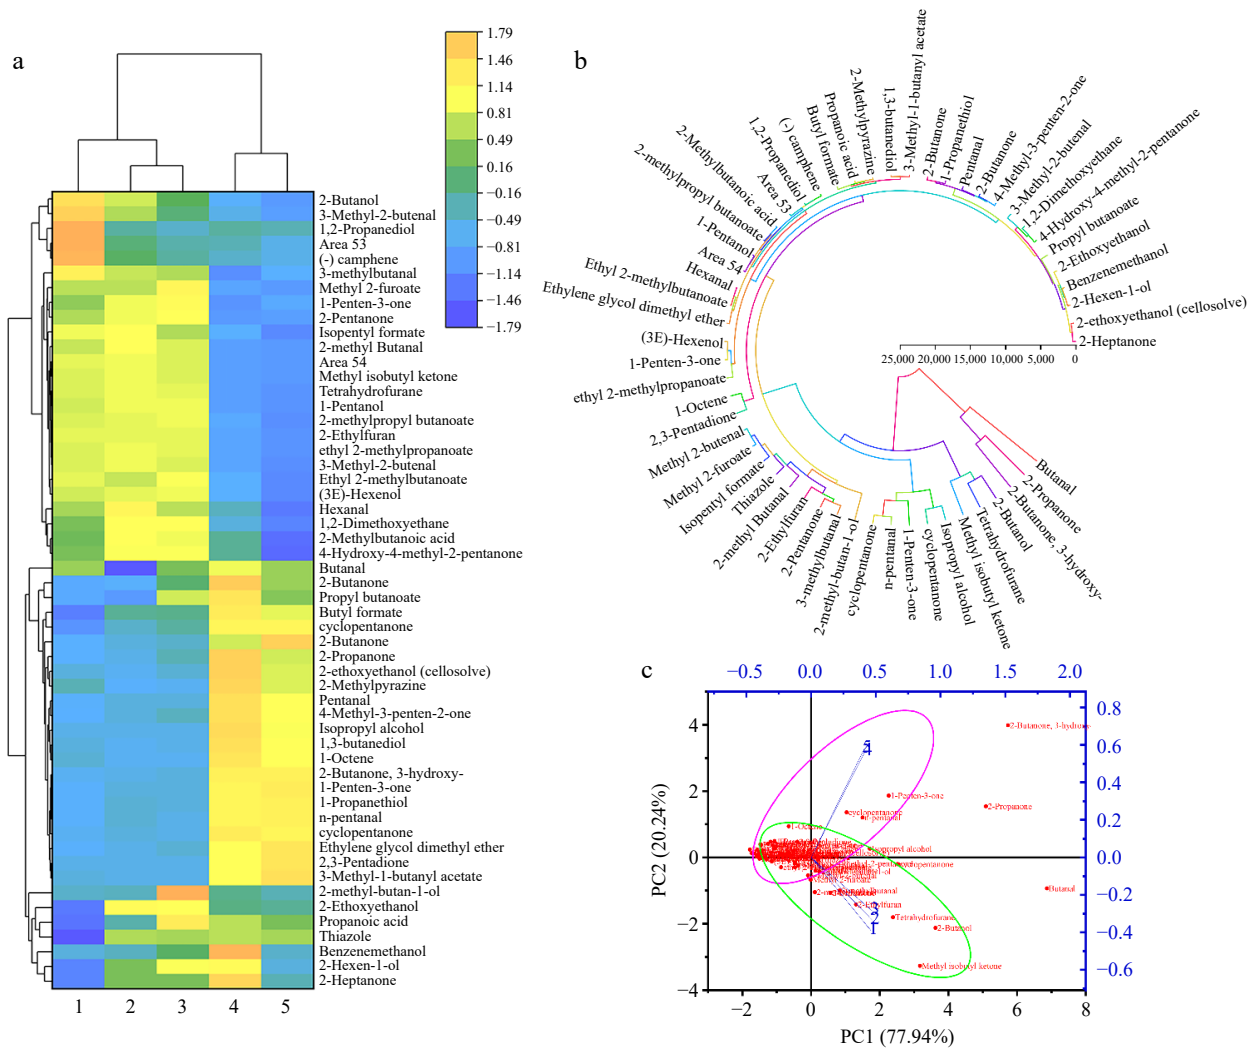 a
1.79
1.46
1.14
0.81
0.49
0.16
−0.16
−0.49
−0.81
−1.14
−1.46
−1.79
2-Butanol
3-Methyl-2-butenal
1,2-Propanediol
Area 53
(-) camphene
3-methylbutanal
Methyl 2-furoate
1-Penten-3-one
2-Pentanone
Isopentyl formate
2-methyl Butanal
Area 54
Methyl isobutyl ketone
Tetrahydrofurane
1-Pentanol
2-methylpropyl butanoate
2-Ethylfuran
ethyl 2-methylpropanoate
3-Methyl-2-butenal
Ethyl 2-methylbutanoate
(3E)-Hexenol
Hexanal
1,2-Dimethoxyethane
2-Methylbutanoic acid
4-Hydroxy-4-methyl-2-pentanone
Butanal
2-Butanone
Propyl butanoate
Butyl formate
cyclopentanone
2-Butanone
2-Propanone
2-ethoxyethanol (cellosolve)
2-Methylpyrazine
Pentanal
4-Methyl-3-penten-2-one
Isopropyl alcohol
1,3-butanediol
1-Octene
2-Butanone, 3-hydroxy-
1-Penten-3-one
1-Propanethiol
n-pentanal
cyclopentanone
Ethylene glycol dimethyl ether
2,3-Pentadione
3-Methyl-1-butanyl acetate
2-methyl-butan-1-ol
2-Ethoxyethanol
Propanoic acid
Thiazole
Benzenemethanol
2-Hexen-1-ol
2-Heptanone
1 2 3 4 5
b
3-Methyl-1-butanyl acetate
1,3-butanediol
2-Methylpyrazine
Propanoic acid
Butyl formate
(-) camphene
1,2-Propanediol
Area 53
2-Methylbutanoic acid
2-methylpropyl butanoate
1-Pentanol
Area 54
Hexanal
Ethyl 2-methylbutanoate
Ethylene glycol dimethyl ether
(3E)-Hexenol
1-Penten-3-one
ethyl 2-methylpropanoate
1-Octene
2,3-Pentadione
Methyl 2-butenal
Methyl 2-furoate
Isopentyl formate
Thiazole
2-methyl Butanal
2-Ethylfuran
2-Pentanone
3-methylbutanal
2-methyl-butan-1-ol
cyclopentanone
n-pentanal
1-Penten-3-one
cyclopentanone
Isopropyl alcohol
Methyl isobutyl ketone
Tetrahydrofurane
2-Butanol
2-Butanone, 3-hydroxy-
2-Propanone
Butanal
2-Butanone
1-Propanethiol
Pentanal
2-Butanone
4-Methyl-3-penten-2-one
3-Methyl-2-butenal
1,2-Dimethoxyethane
4-Hydroxy-4-methyl-2-pentanone
Propyl butanoate
2-Ethoxyethanol
Benzenemethanol
2-Hexen-1-ol
2-ethoxyethanol (cellosolve)
2-Heptanone
25,000 20,000 15,000 10,000 5,000 0
c
−0.5 0.0 0.5 1.0 1.5 2.0
4
2
0
−2
−4
0.8
0.6
0.4
0.2
0.0
−0.2
−0.4
−0.6
2-Butanone, 3-hydroxy-
4
1-Penten-3-one
2-Propanone
cyclopentanone
n-pentanal
1-Octene
Isopropyl alcohol
cyclopentanone
Butanal
2-Ethylfuran
3
2
1
Tetrahydrofurane
2-Butanol
Methyl isobutyl ketone
−2 0 2 4 6 8
PC1 (77.94%)
PC2 (20.24%)